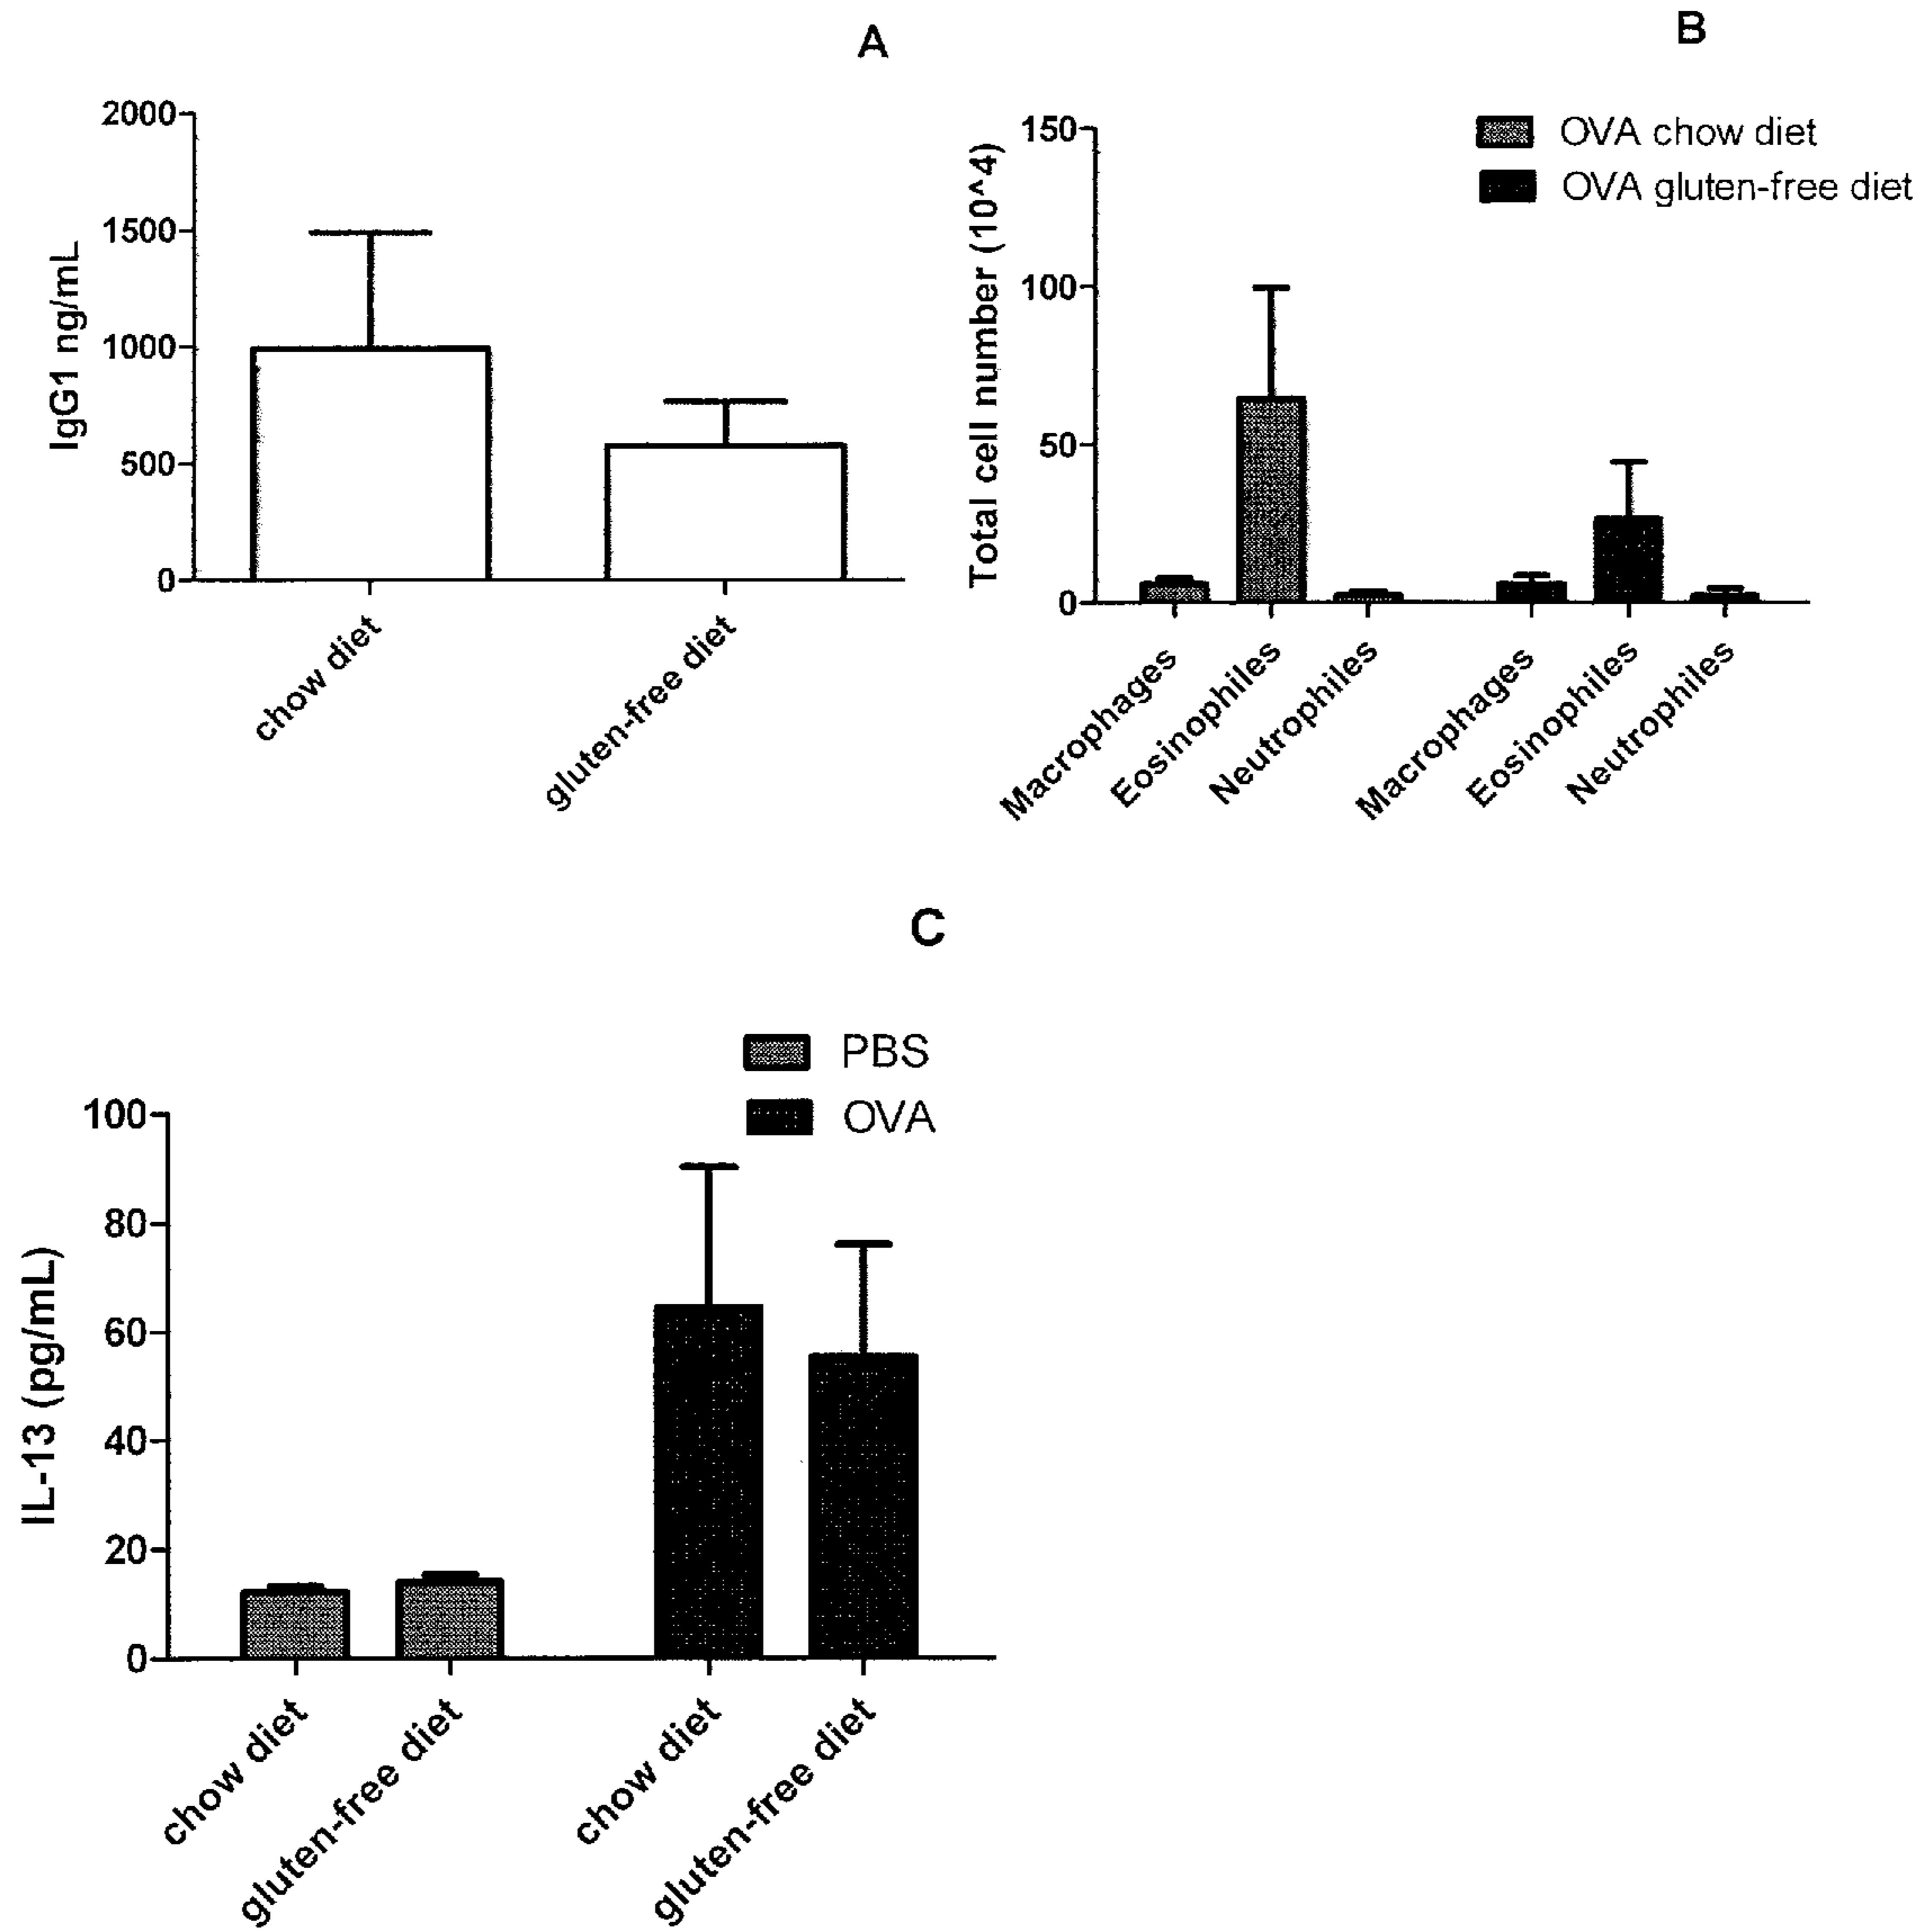 A
2000
1500
1000
500
0
IgG1 ng/mL
chow diet
gluten-free diet
B
OVA chow diet
OVA gluten-free diet
150
100
50
0
Total cell number (10^4)
Macrophages
Eosinophiles
Neutrophiles
Macrophages
Eosinophiles
Neutrophiles
C
PBS
OVA
100
80
60
40
20
0
IL-13 (pg/mL)
chow diet
gluten-free diet
chow diet
gluten-free diet